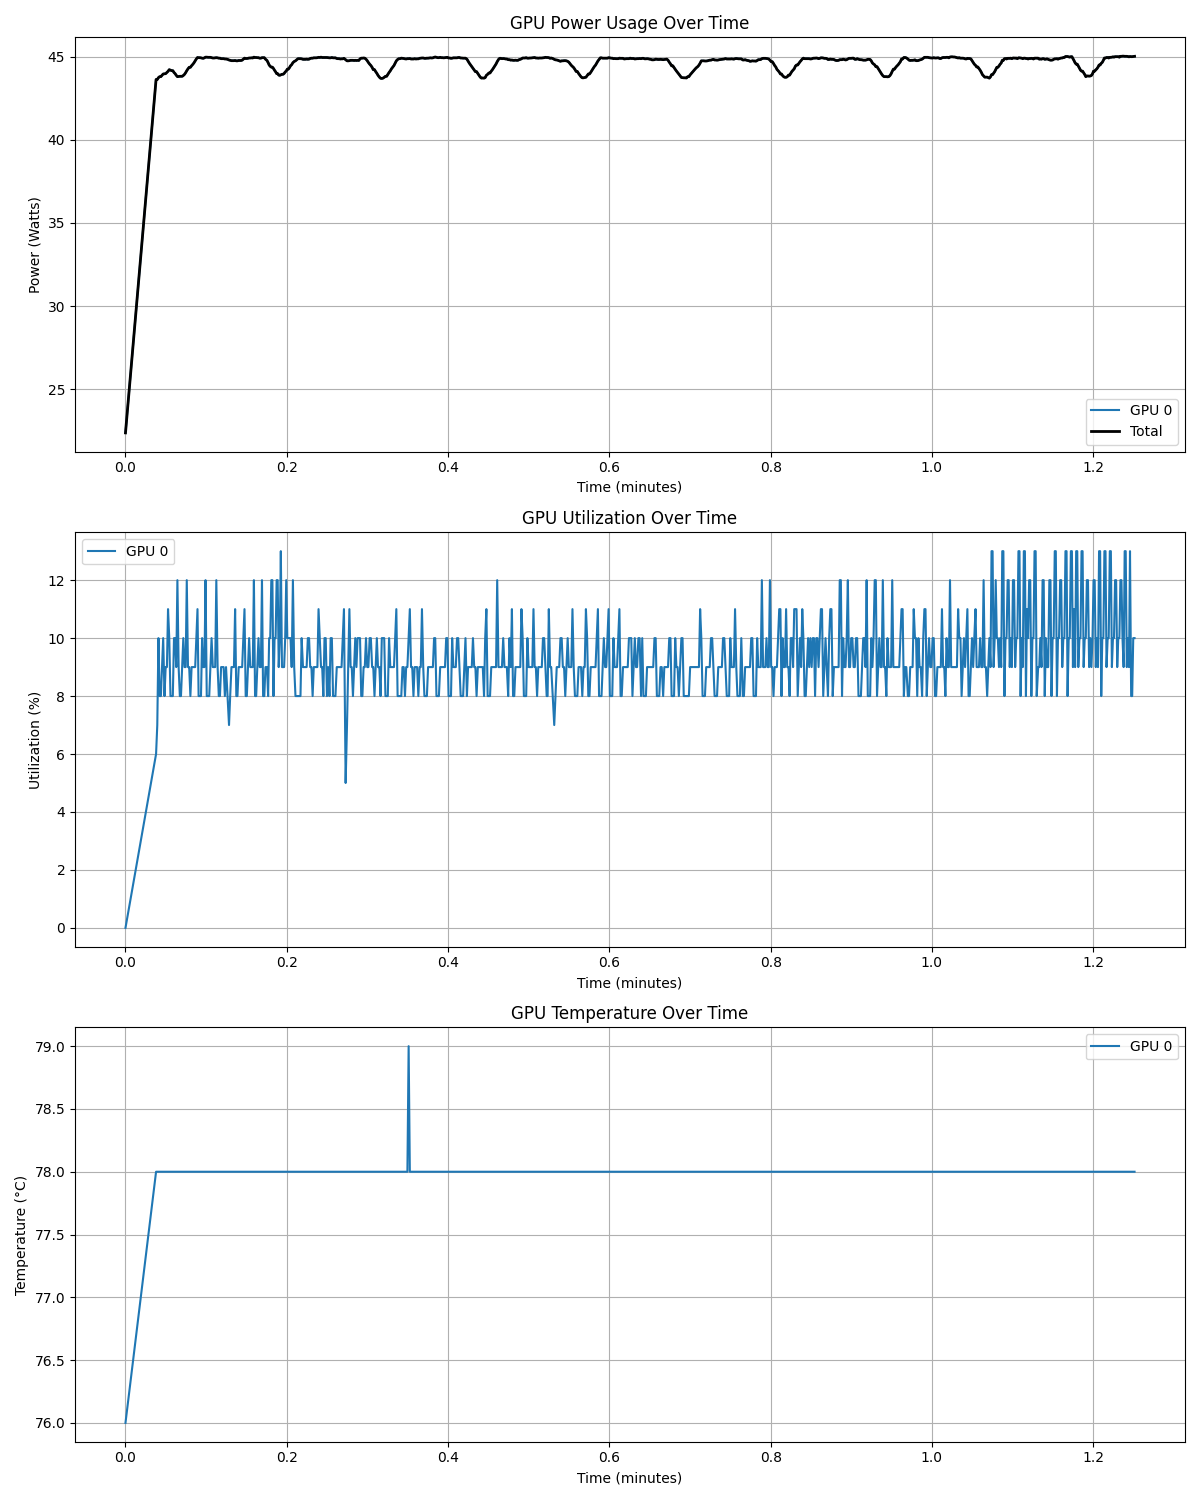 GPU Power Usage Over Time
Power (Watts)
45
40
35
30
25
GPU 0
Total
0.0 0.2 0.4 0.6 0.8 1.0 1.2
Time (minutes)
GPU Utilization Over Time
GPU 0
Utilization (%)
12
10
8
6
4
2
0
0.0 0.2 0.4 0.6 0.8 1.0 1.2
Time (minutes)
GPU Temperature Over Time
GPU 0
Temperature (°C)
79.0
78.5
78.0
77.5
77.0
76.5
76.0
0.0 0.2 0.4 0.6 0.8 1.0 1.2
Time (minutes)